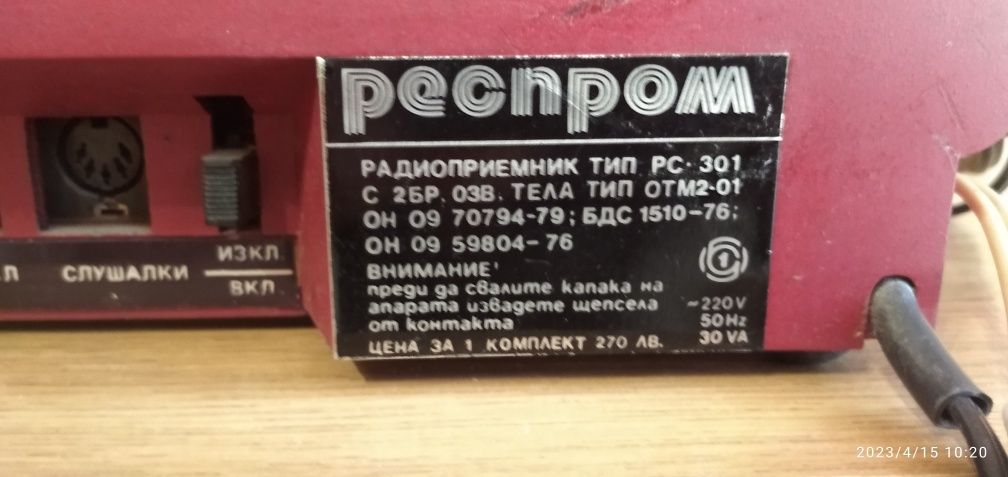 респром
РАДИОПРИЕМНИК ТИП РС-301
С 2БР. ОЗВ. ТЕЛА ТИП ОТМ2-01
ОН 09 70794-79; БДС 1510-76;
ОН 09 59804-76
ВНИМАНИЕ!
преди да свалите капака на
апарата извадете щепсела
от контакта
~220V
50Hz
30VA
ЦЕНА ЗА 1 КОМПЛЕКТ 270 ЛВ.
СЛУШАЛКИ
ИЗКЛ.
ВКЛ.
2023/4/15 10:20